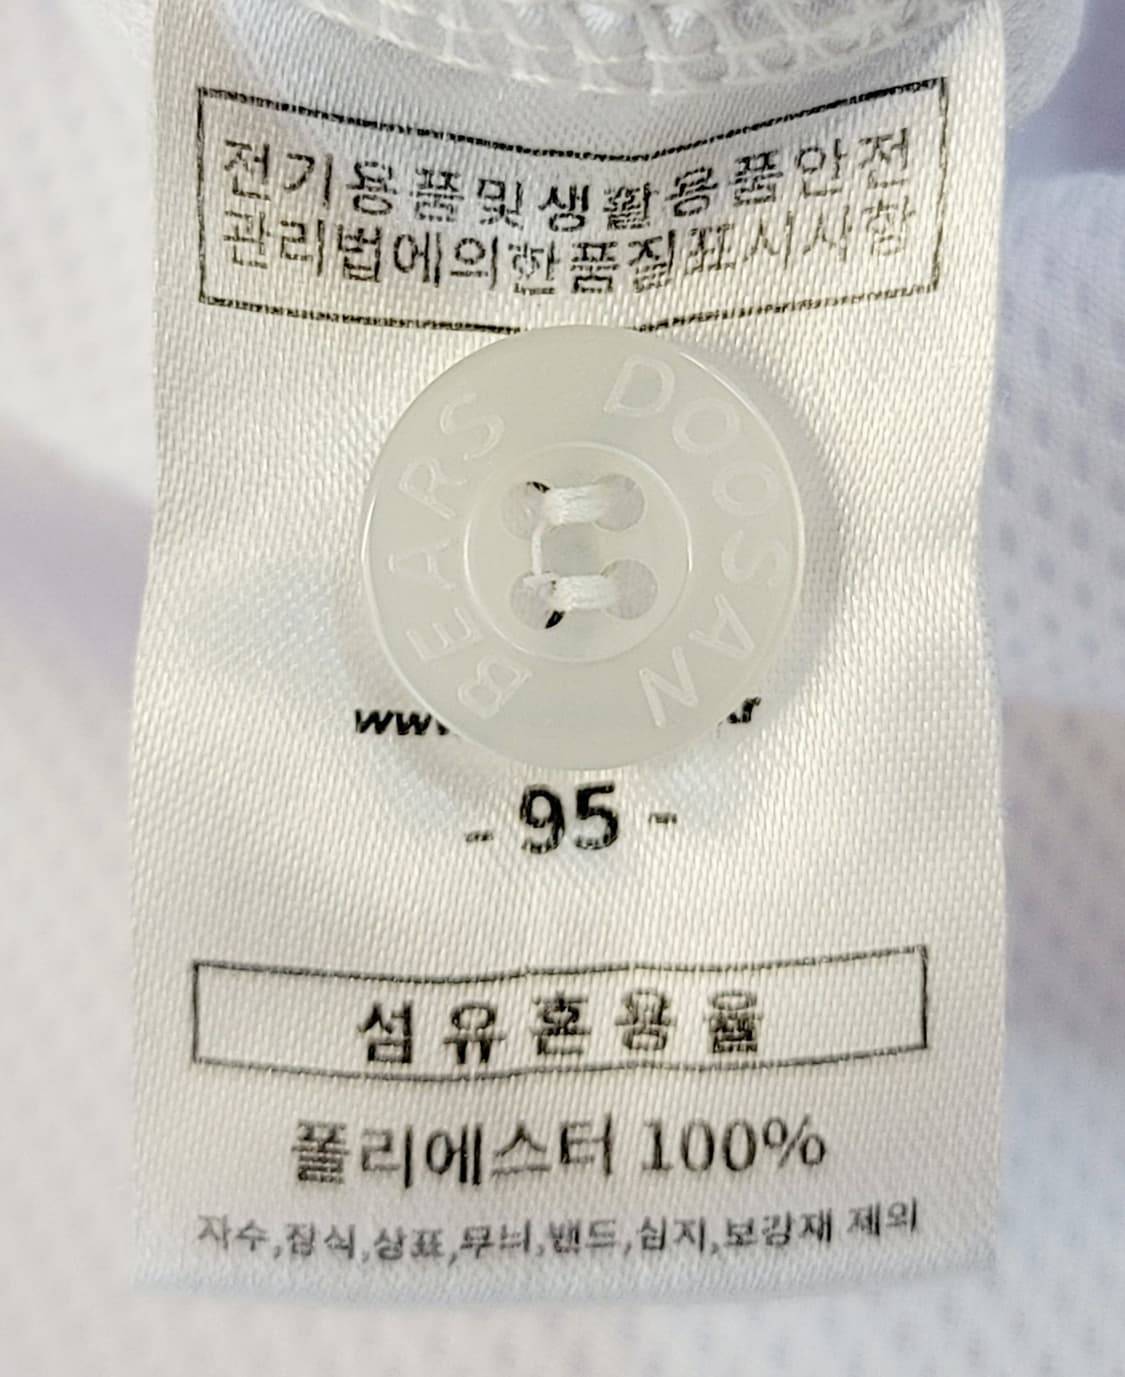 전기용품및생활용품안전
관리법에의한품질표시사항
DOOSAN
BEARS
www.
.kr
- 95 -
섬유혼용율
폴리에스터 100%
자수,장식,상표,무늬,밴드,심지,보강재 제외